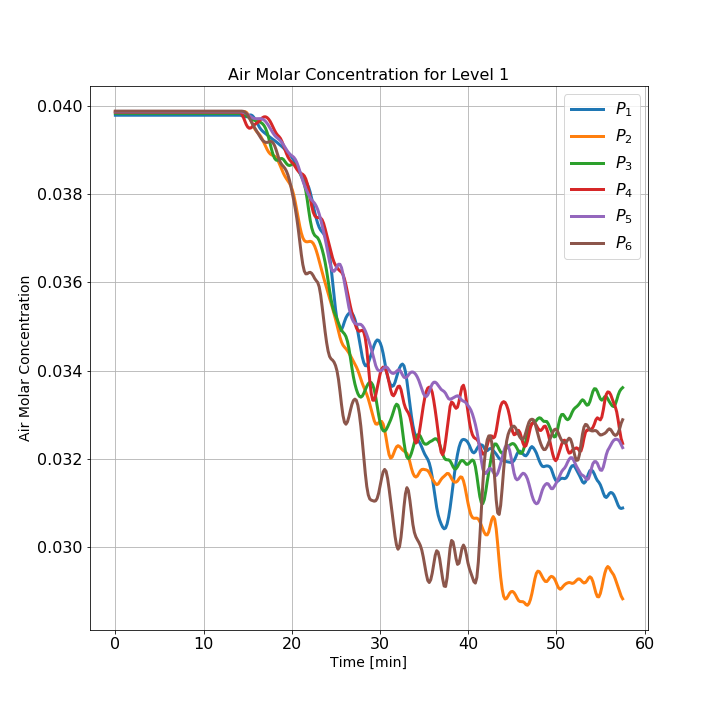 Air Molar Concentration for Level 1
Air Molar Concentration
0.040
0.038
0.036
0.034
0.032
0.030
P1
P2
P3
P4
P5
P6
0 10 20 30 40 50 60
Time [min]